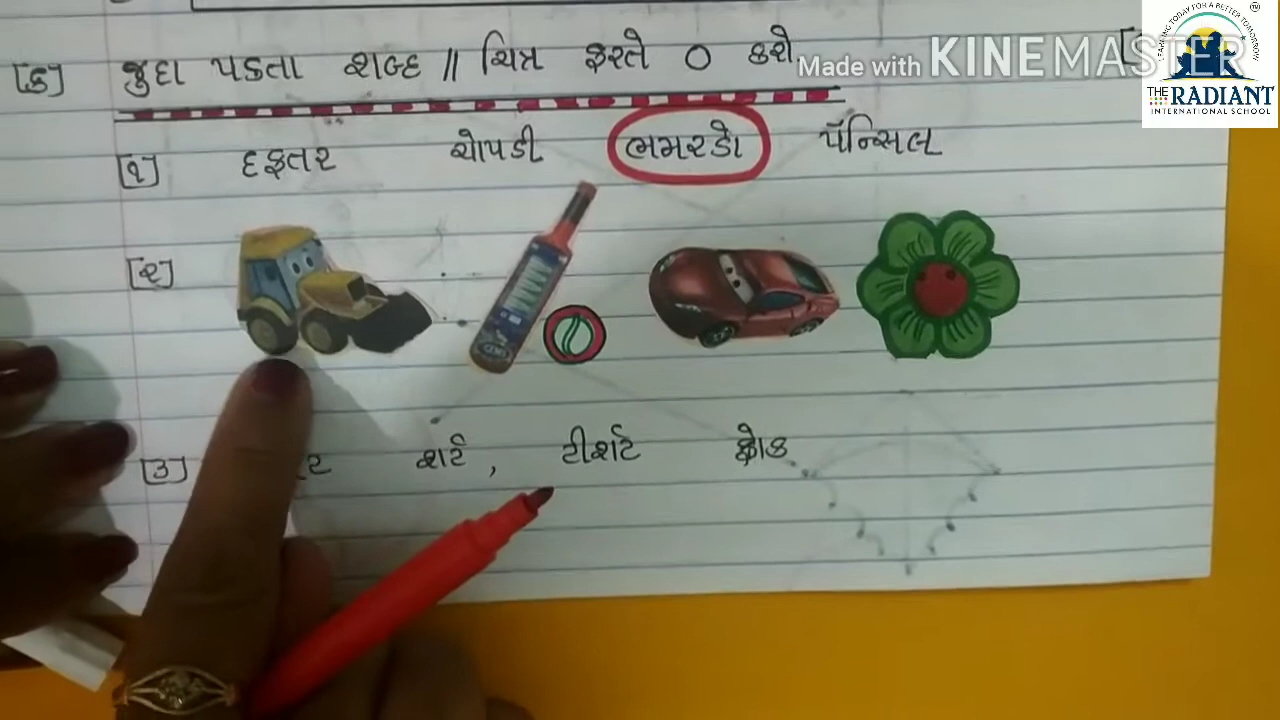 [ક] જુદા પડતા શબ્દ // ચિત્ર ફરતે O કરો.
Made with KINEMASTER
THE RADIANT
INTERNATIONAL SCHOOL
[૧] દફતર ચોપડી ભમરડો પૅન્સિલ
[૨]
[૩] શર્ટ, ટીશર્ટ ફ્રોક